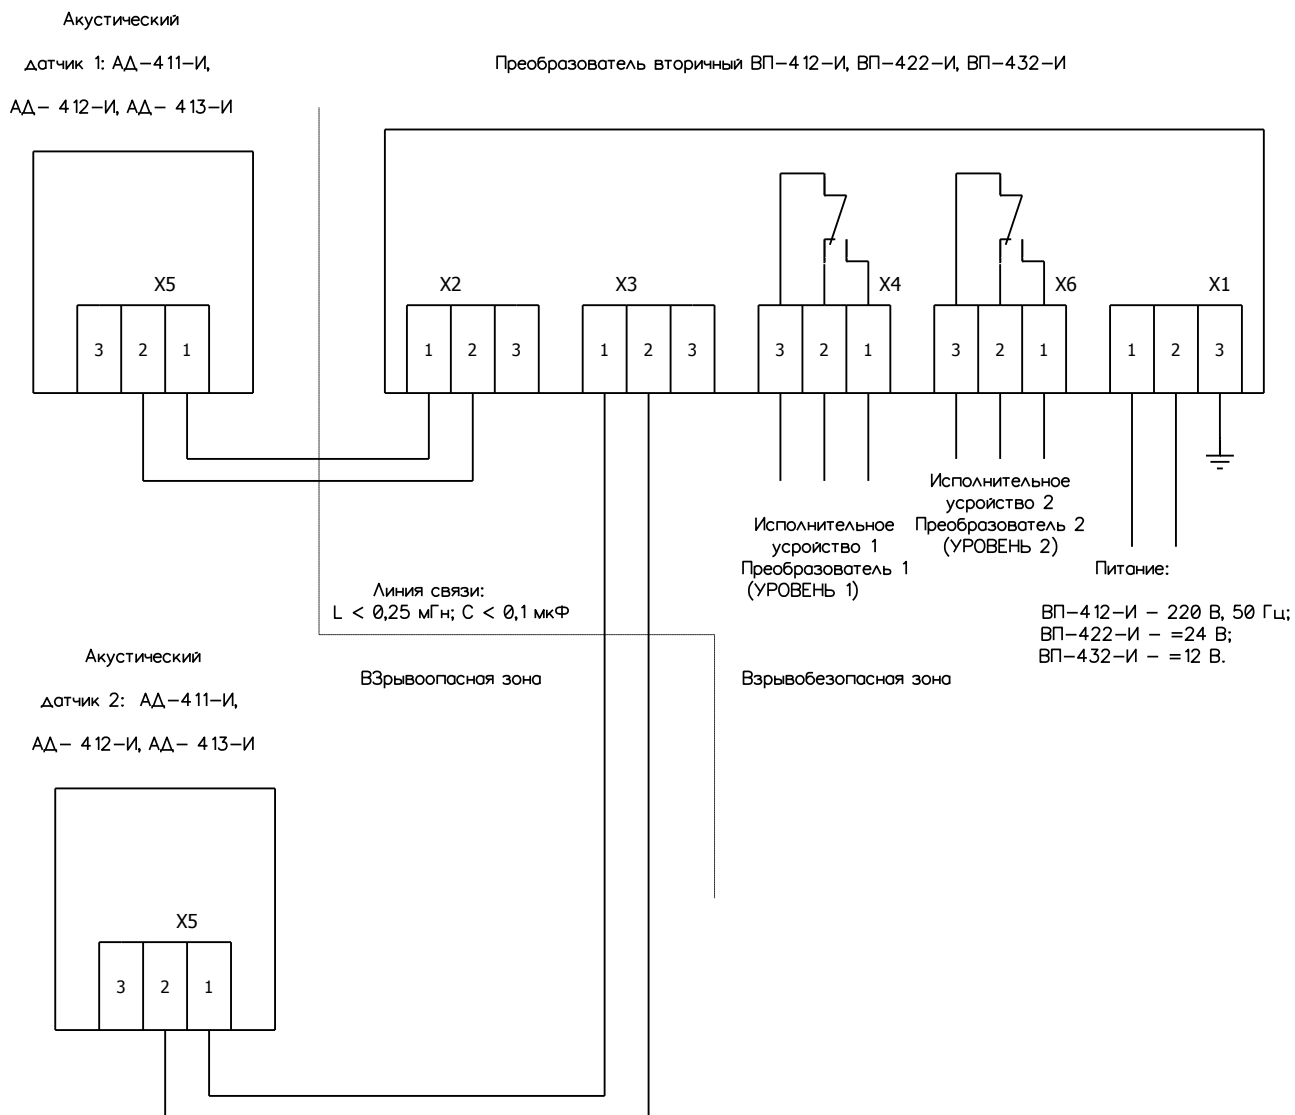 Акустический
датчик 1: АД-411-И,
АД- 412-И, АД- 413-И
Преобразователь вторичный ВП-412-И, ВП-422-И, ВП-432-И
X5
3 2 1
X2
1 2 3
X3
1 2 3
X4
3 2 1
X6
3 2 1
X1
1 2 3
Исполнительное
усройство 1
Преобразователь 1
(УРОВЕНЬ 1)
Исполнительное
усройство 2
Преобразователь 2
(УРОВЕНЬ 2)
Питание:
ВП-412-И - 220 В, 50 Гц;
ВП-422-И - =24 В;
ВП-432-И - =12 В.
Линия связи:
L < 0,25 мГн; С < 0,1 мкФ
ВЗрывоопасная зона
Взрывобезопасная зона
Акустический
датчик 2: АД-411-И,
АД- 412-И, АД- 413-И
X5
3 2 1